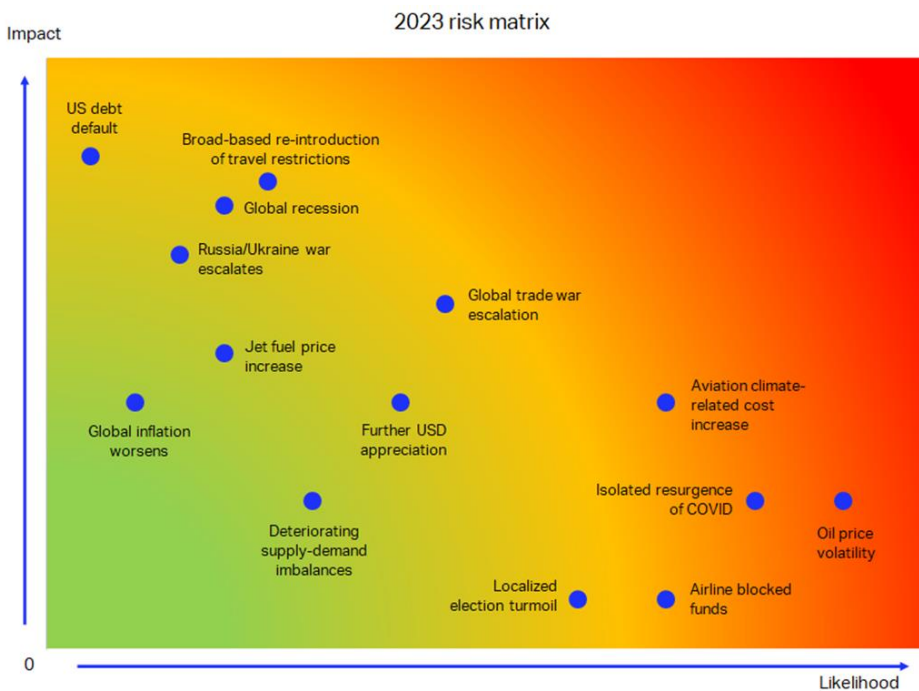 2023 risk matrix
Impact
US debt
default
Broad-based re-introduction
of travel restrictions
Global recession
Russia/Ukraine war
escalates
Global trade war
escalation
Jet fuel price
increase
Aviation climate-
related cost
increase
Global inflation
worsens
Further USD
appreciation
Isolated resurgence
of COVID
Deteriorating
supply-demand
imbalances
Oil price
volatility
Localized
election turmoil
Airline blocked
funds
0
Likelihood